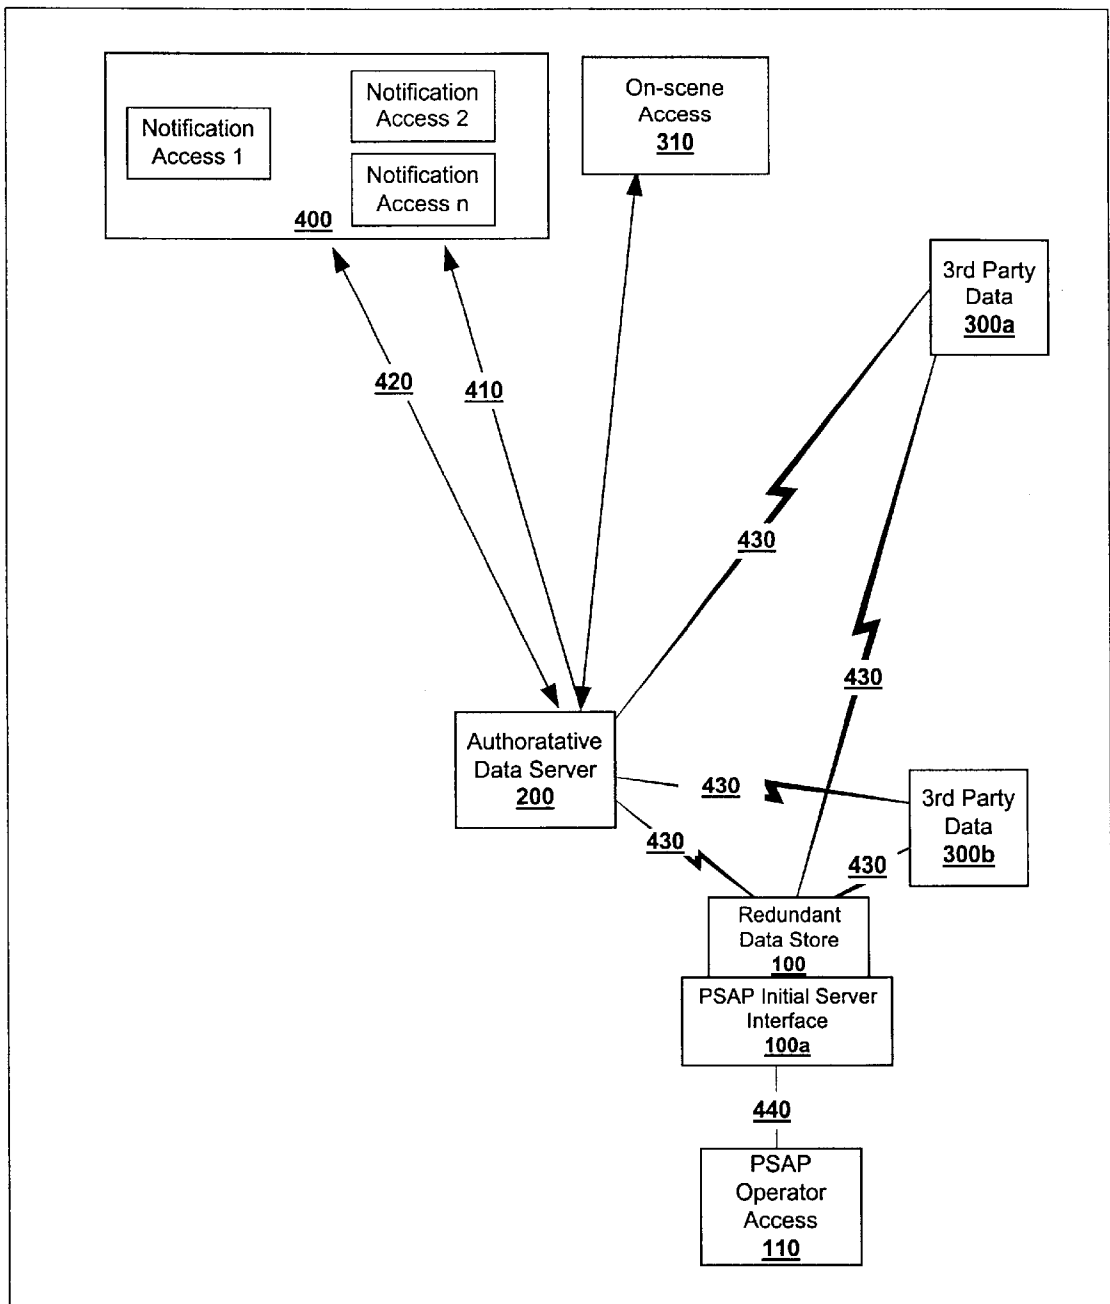 Notification
Access 1
Notification
Access 2
Notification
Access n
400
On-scene
Access
310
3rd Party
Data
300a
420
410
430
430
Authoratative
Data Server
200
430
3rd Party
Data
300b
430
430
Redundant
Data Store
100
PSAP Initial Server
Interface
100a
440
PSAP
Operator
Access
110